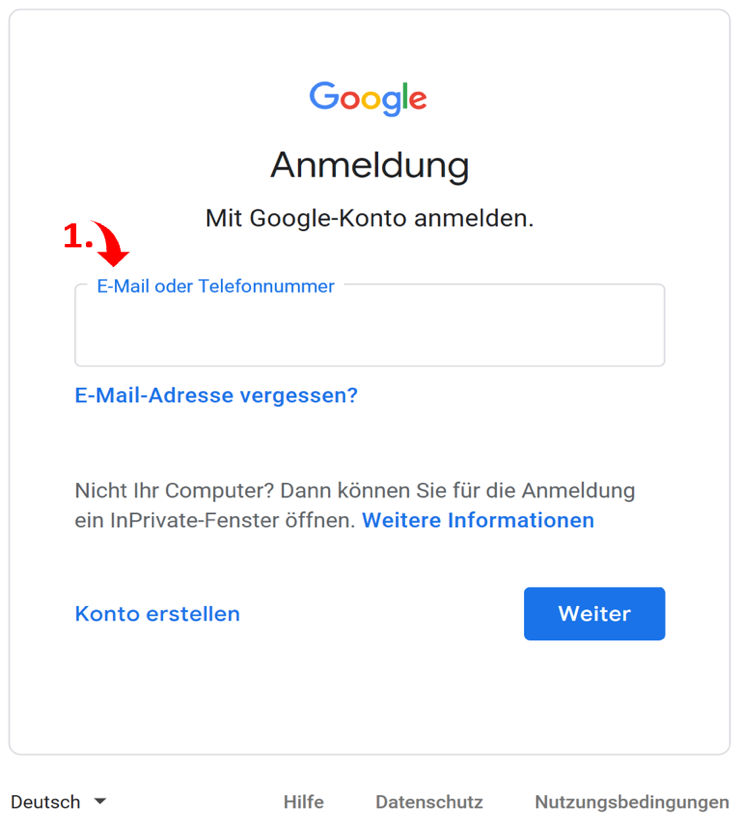 Google
Anmeldung
Mit Google-Konto anmelden.
1.
E-Mail oder Telefonnummer
E-Mail-Adresse vergessen?
Nicht Ihr Computer? Dann können Sie für die Anmeldung
ein InPrivate-Fenster öffnen. Weitere Informationen
Konto erstellen Weiter
Deutsch Hilfe Datenschutz Nutzungsbedingungen